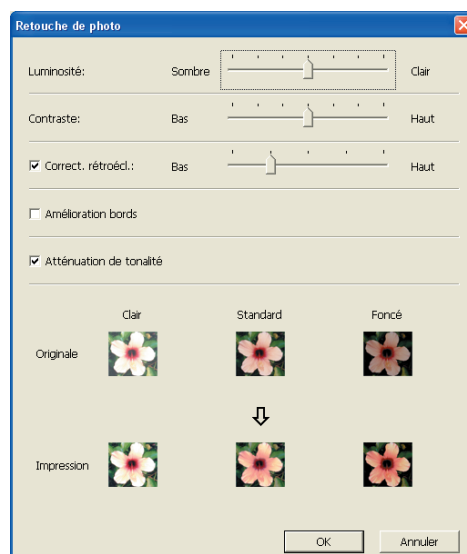 Retouche de photo
Luminosité: Sombre Clair
Contraste: Bas Haut
Correct. rétroécl.: Bas Haut
Amélioration bords
Atténuation de tonalité
Clair Standard Foncé
Originale
Impression
OK Annuler